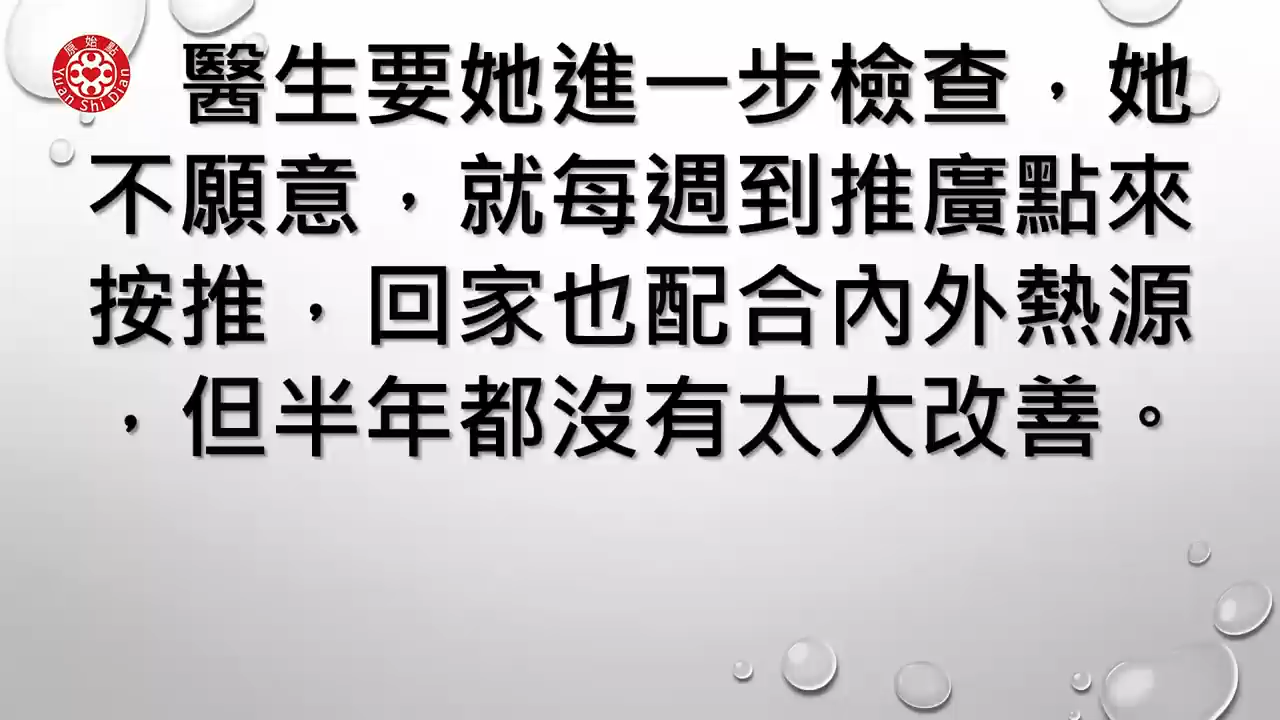 原始點
Yuan Shi Dian
醫生要她進一步檢查，她
不願意，就每週到推廣點來
按推，回家也配合內外熱源
，但半年都沒有太大改善。